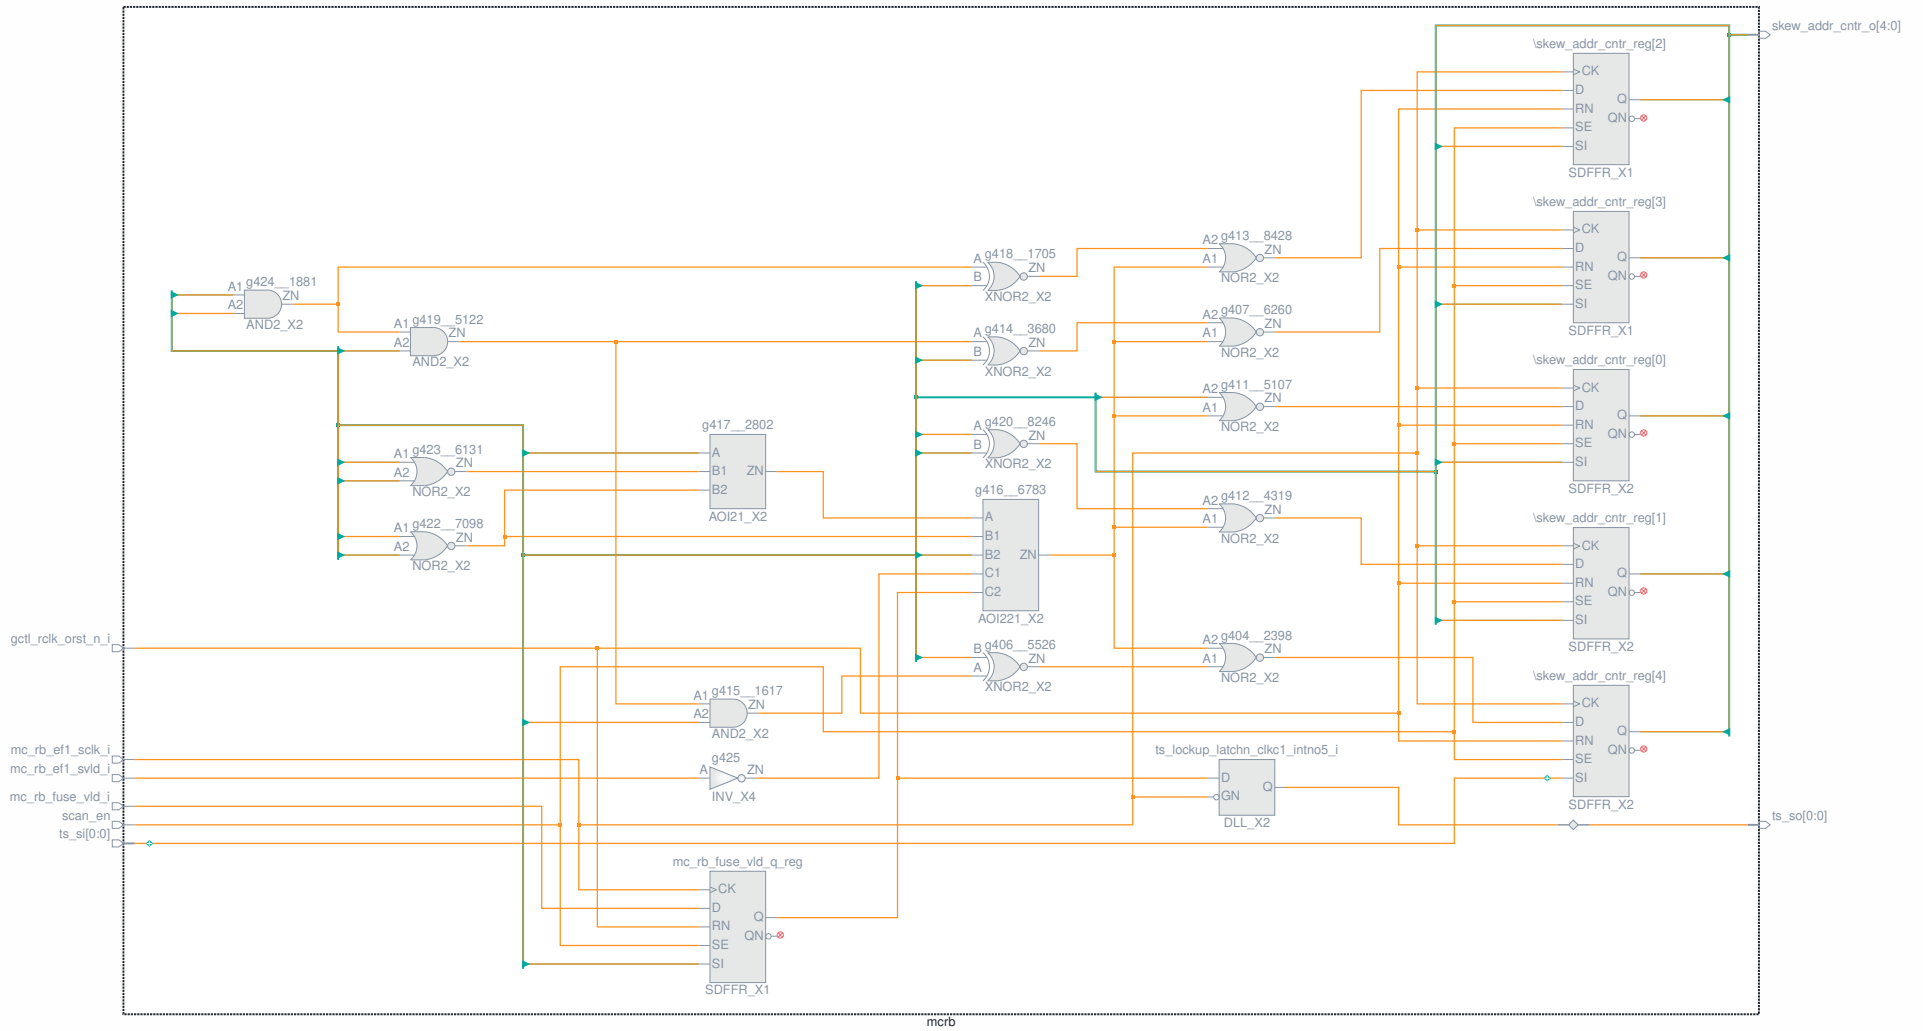 skew_addr_cntr_o[4:0]
\skew_addr_cntr_reg[2]
CK
D
RN
SE
SI
Q
QN
SDFFR_X1
\skew_addr_cntr_reg[3]
CK
D
RN
SE
SI
Q
QN
SDFFR_X1
\skew_addr_cntr_reg[0]
CK
D
RN
SE
SI
Q
QN
SDFFR_X2
\skew_addr_cntr_reg[1]
CK
D
RN
SE
SI
Q
QN
SDFFR_X2
\skew_addr_cntr_reg[4]
CK
D
RN
SE
SI
Q
QN
SDFFR_X2
g424__1881
A1
A2
ZN
AND2_X2
g419__5122
A1
A2
ZN
AND2_X2
g423__6131
A1
A2
ZN
NOR2_X2
g422__7098
A1
A2
ZN
NOR2_X2
g417__2802
A
B1
B2
ZN
AOI21_X2
g418__1705
A
B
ZN
XNOR2_X2
g414__3680
A
B
ZN
XNOR2_X2
g420__8246
A
B
ZN
XNOR2_X2
g416__6783
A
B1
B2
C1
C2
ZN
AOI221_X2
g406__5526
B
A
ZN
XNOR2_X2
g413__8428
A2
A1
ZN
NOR2_X2
g407__6260
A2
A1
ZN
NOR2_X2
g411__5107
A2
A1
ZN
NOR2_X2
g412__4319
A2
A1
ZN
NOR2_X2
g404__2398
A2
A1
ZN
NOR2_X2
g415__1617
A1
A2
ZN
AND2_X2
g425
A
ZN
INV_X4
ts_lockup_latchn_clkc1_intno5_i
D
GN
Q
DLL_X2
mc_rb_fuse_vld_q_reg
CK
D
RN
SE
SI
Q
QN
SDFFR_X1
gctl_rclk_orst_n_i
mc_rb_ef1_sclk_i
mc_rb_ef1_svld_i
mc_rb_fuse_vld_i
scan_en
ts_si[0:0]
ts_so[0:0]
mcrb